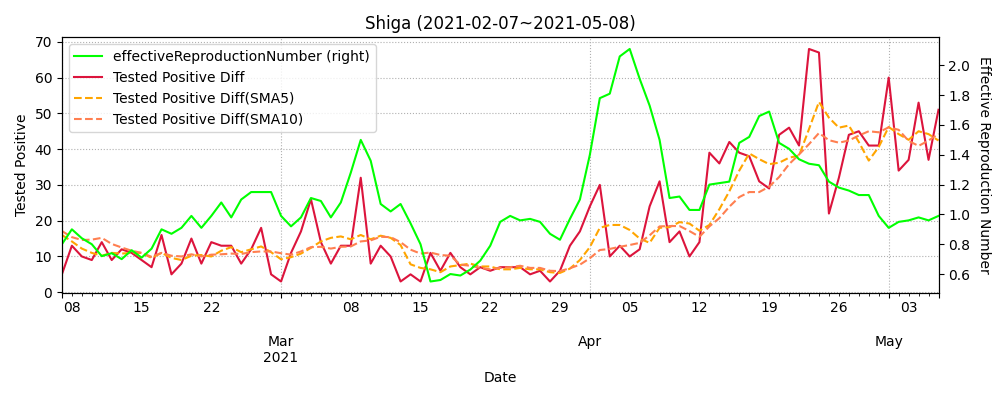 Shiga (2021-02-07~2021-05-08)
effectiveReproductionNumber (right)
Tested Positive Diff
Tested Positive Diff(SMA5)
Tested Positive Diff(SMA10)
Tested Positive
70
60
50
40
30
20
10
0
2.0
1.8
1.6
1.4
1.2
1.0
0.8
0.6
Effective Reproduction Number
08 15 22 08 15 22 29 05 12 19 26 03
Mar Apr May
2021
Date